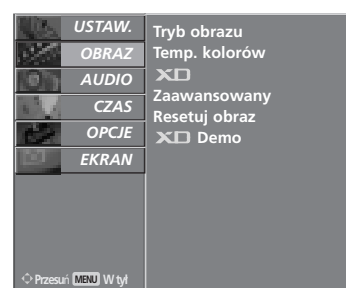 USTAW.
OBRAZ
AUDIO
CZAS
OPCJE
EKRAN
Tryb obrazu
Temp. kolorów
XD
Zaawansowany
Resetuj obraz
XD Demo
Przesuń MENU W tył